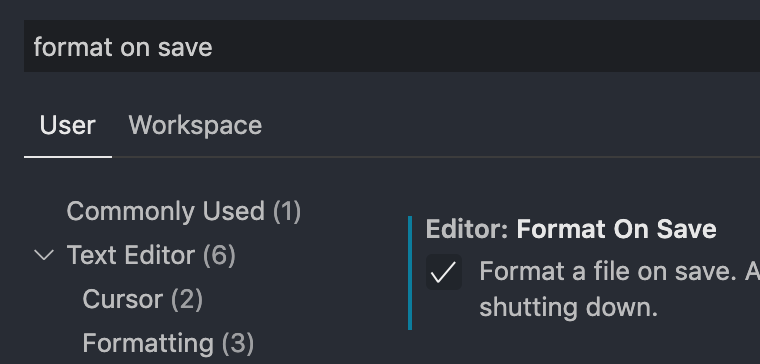 format on save
User Workspace
Commonly Used (1)
Text Editor (6)
Cursor (2)
Formatting (3)
Editor: Format On Save
Format a file on save. A
shutting down.